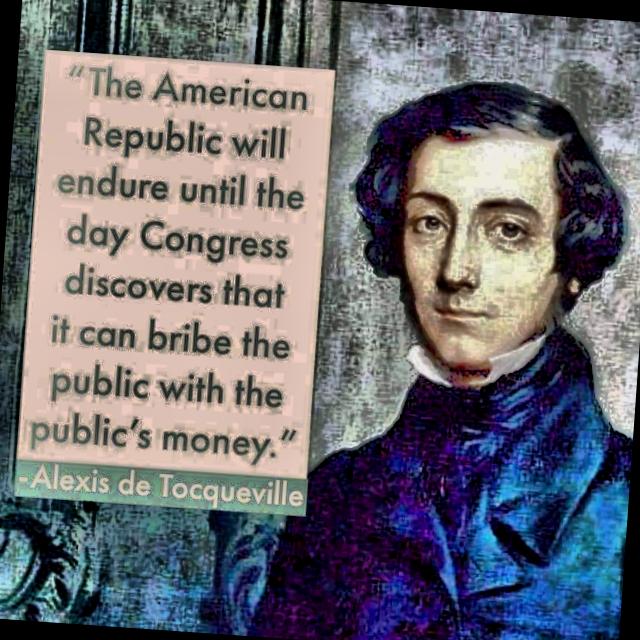 “The American
Republic will
endure until the
day Congress
discovers that
it can bribe the
public with the
public’s money.”
-Alexis de Tocqueville